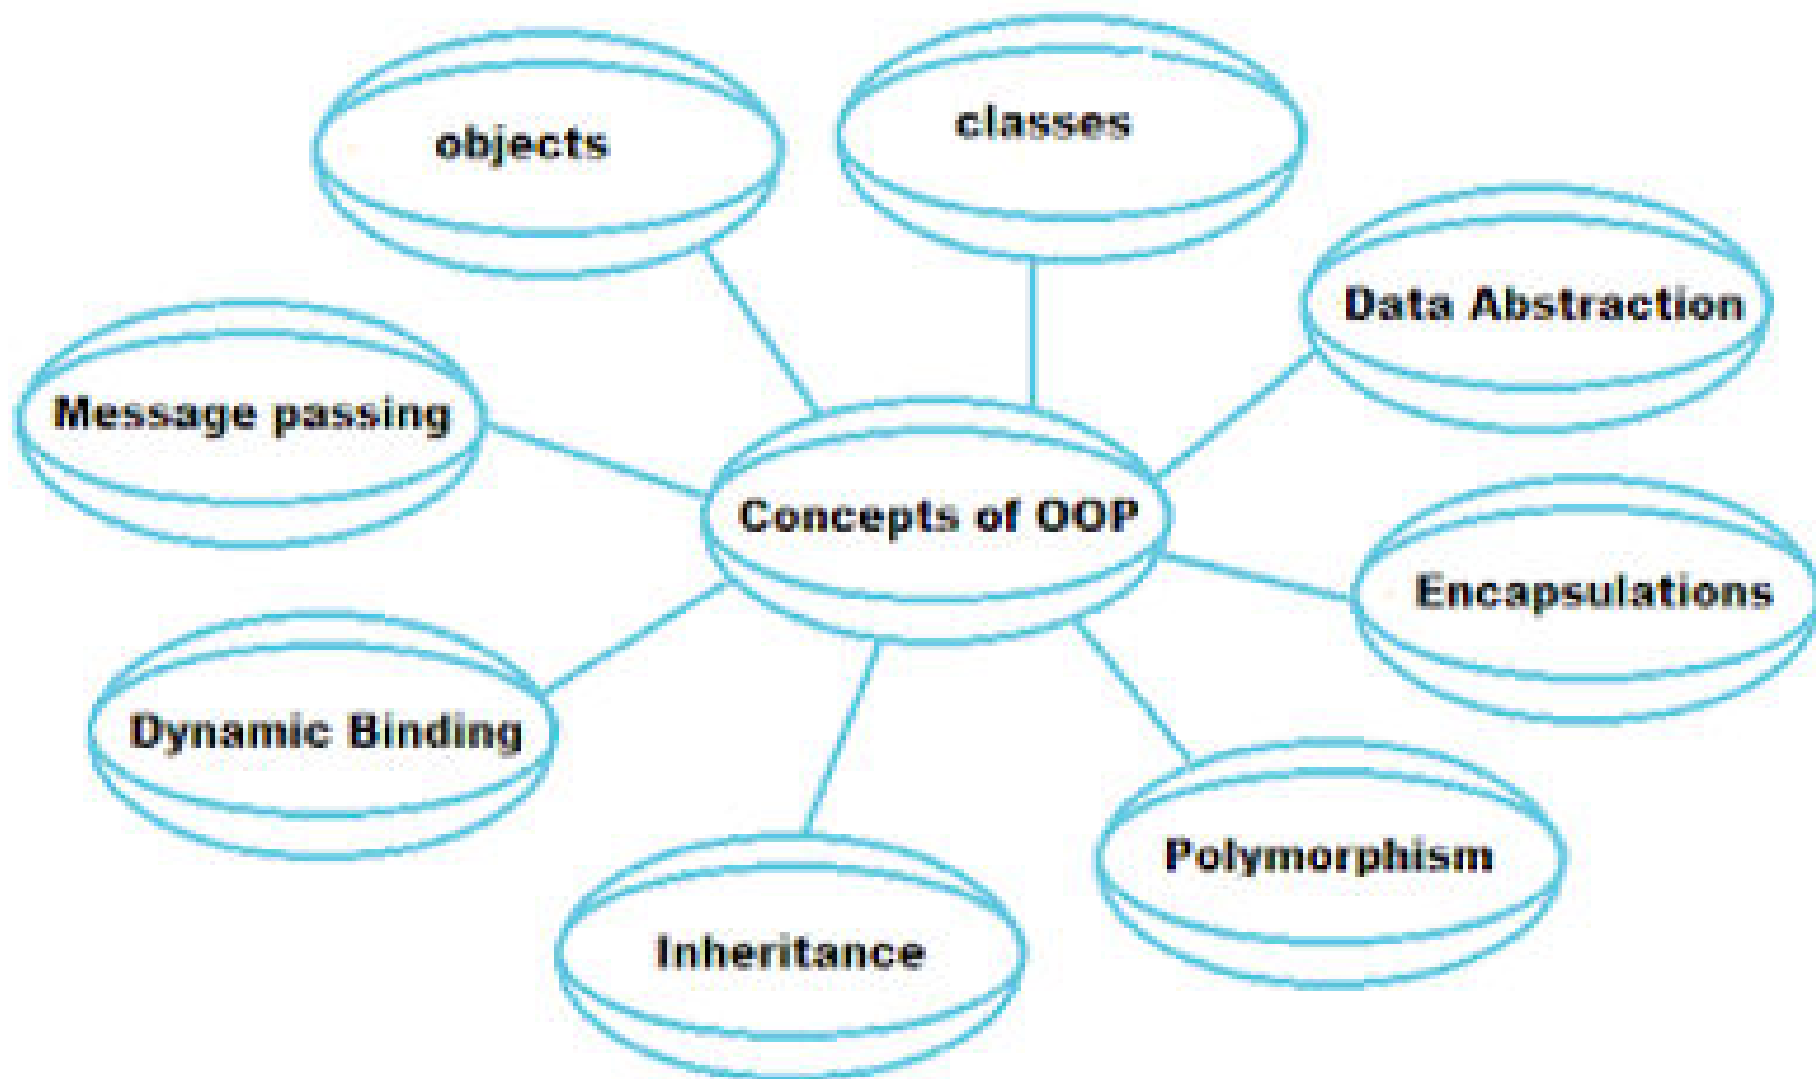 objects
classes
Data Abstraction
Message passing
Concepts of OOP
Encapsulations
Dynamic Binding
Polymorphism
Inheritance